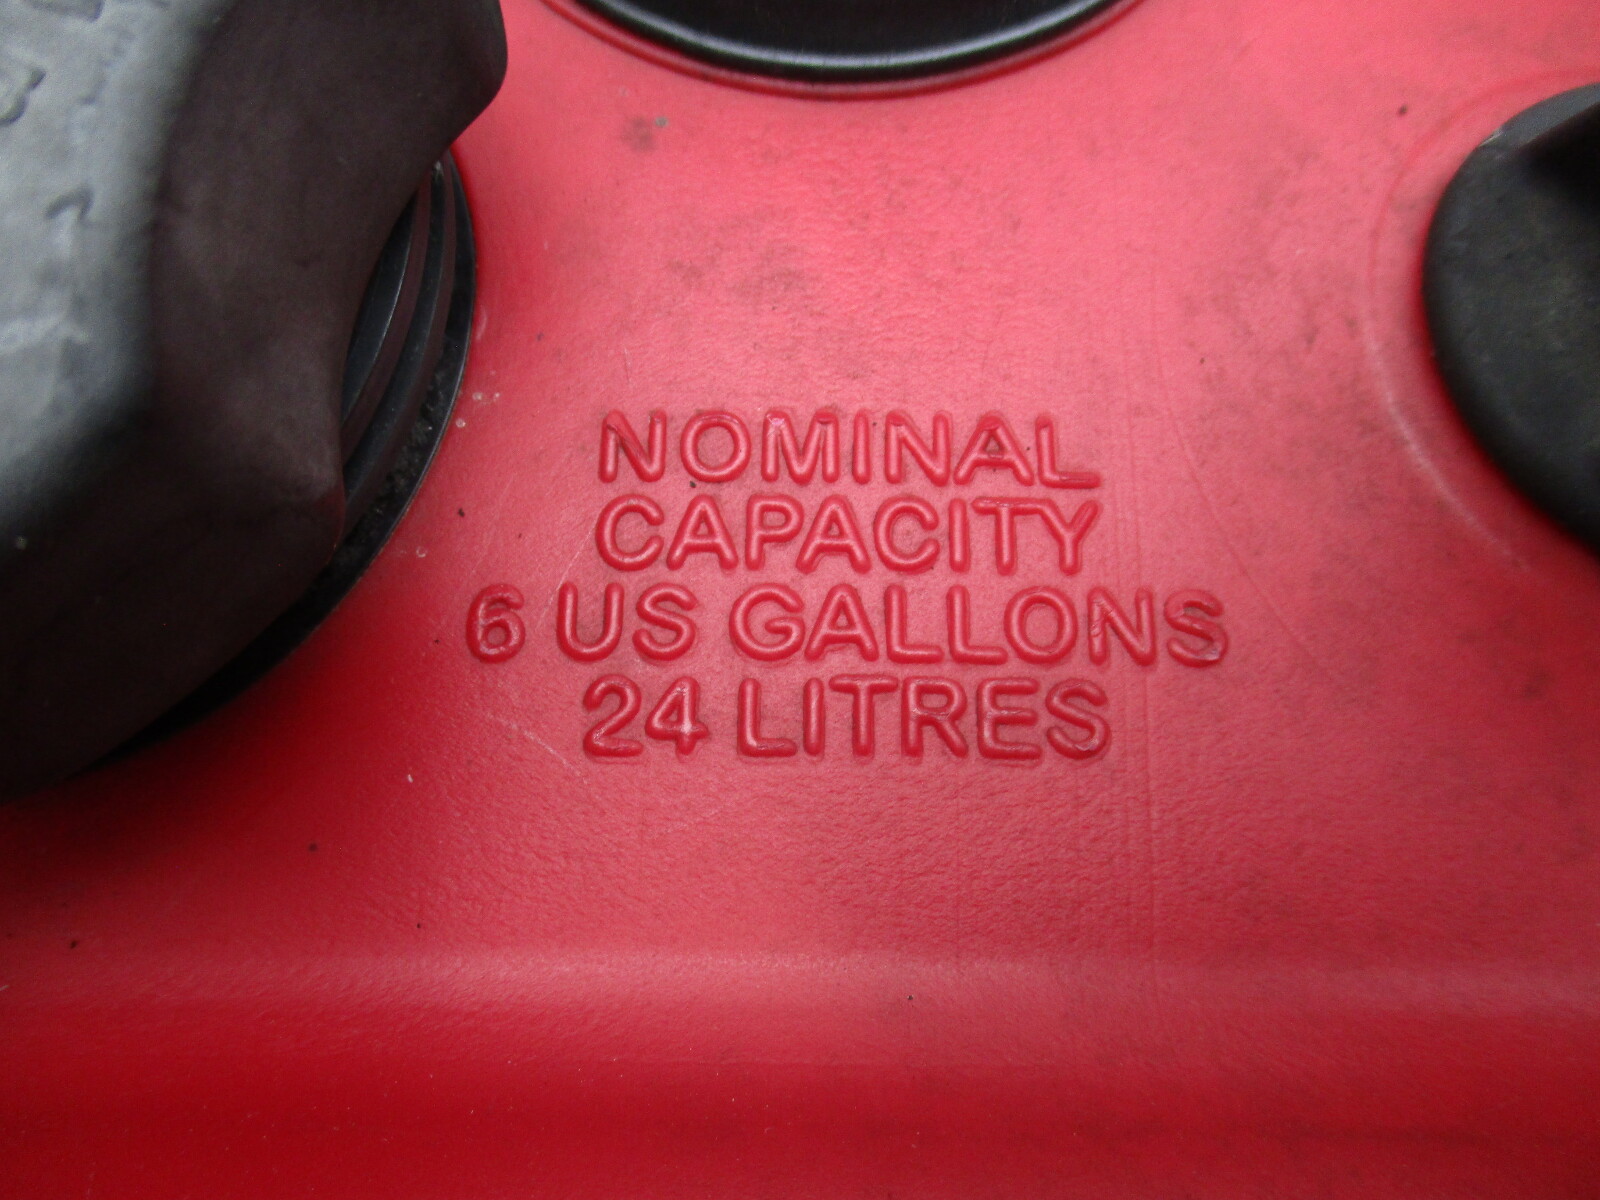 NOMINAL
CAPACITY
6 US GALLONS
24 LITRES